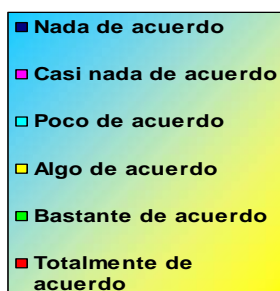 Nada de acuerdo
Casi nada de acuerdo
Poco de acuerdo
Algo de acuerdo
Bastante de acuerdo
Totalmente de
acuerdo